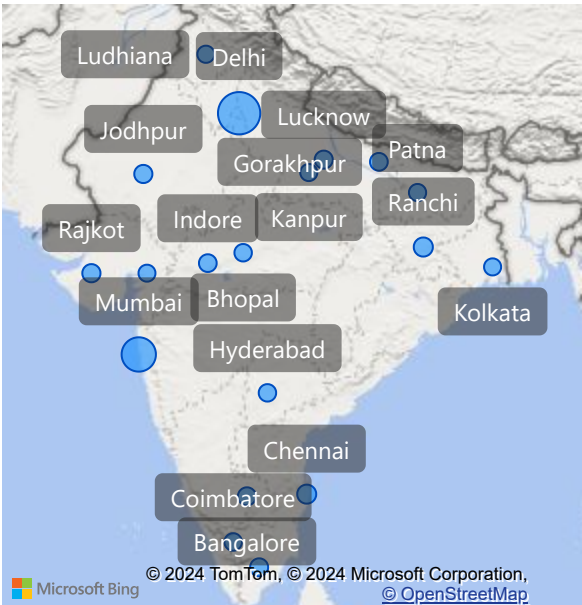 Ludhiana
Delhi
Lucknow
Jodhpur
Gorakhpur
Patna
Ranchi
Rajkot
Indore
Kanpur
Mumbai
Bhopal
Kolkata
Hyderabad
Chennai
Coimbatore
Bangalore
© 2024 TomTom, © 2024 Microsoft Corporation,
Microsoft Bing
© OpenStreetMap